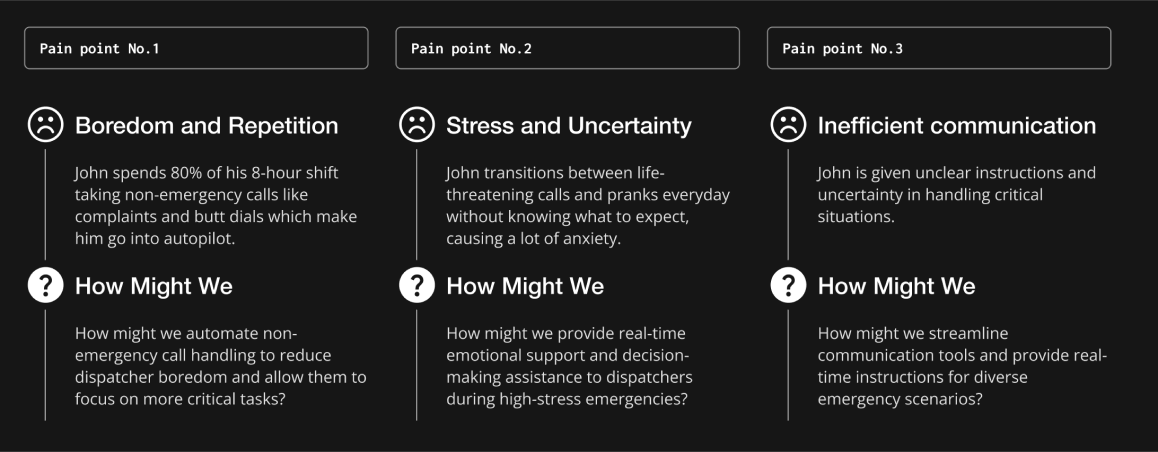 Pain point No.1
Boredom and Repetition
John spends 80% of his 8-hour shift
taking non-emergency calls like
complaints and butt dials which make
him go into autopilot.
?
How Might We
How might we automate non-
emergency call handling to reduce
dispatcher boredom and allow them to
focus on more critical tasks?
Pain point No.2
Stress and Uncertainty
John transitions between life-
threatening calls and pranks everyday
without knowing what to expect,
causing a lot of anxiety.
?
How Might We
How might we provide real-time
emotional support and decision-
making assistance to dispatchers
during high-stress emergencies?
Pain point No.3
Inefficient communication
John is given unclear instructions and
uncertainty in handling critical
situations.
?
How Might We
How might we streamline
communication tools and provide real-
time instructions for diverse
emergency scenarios?